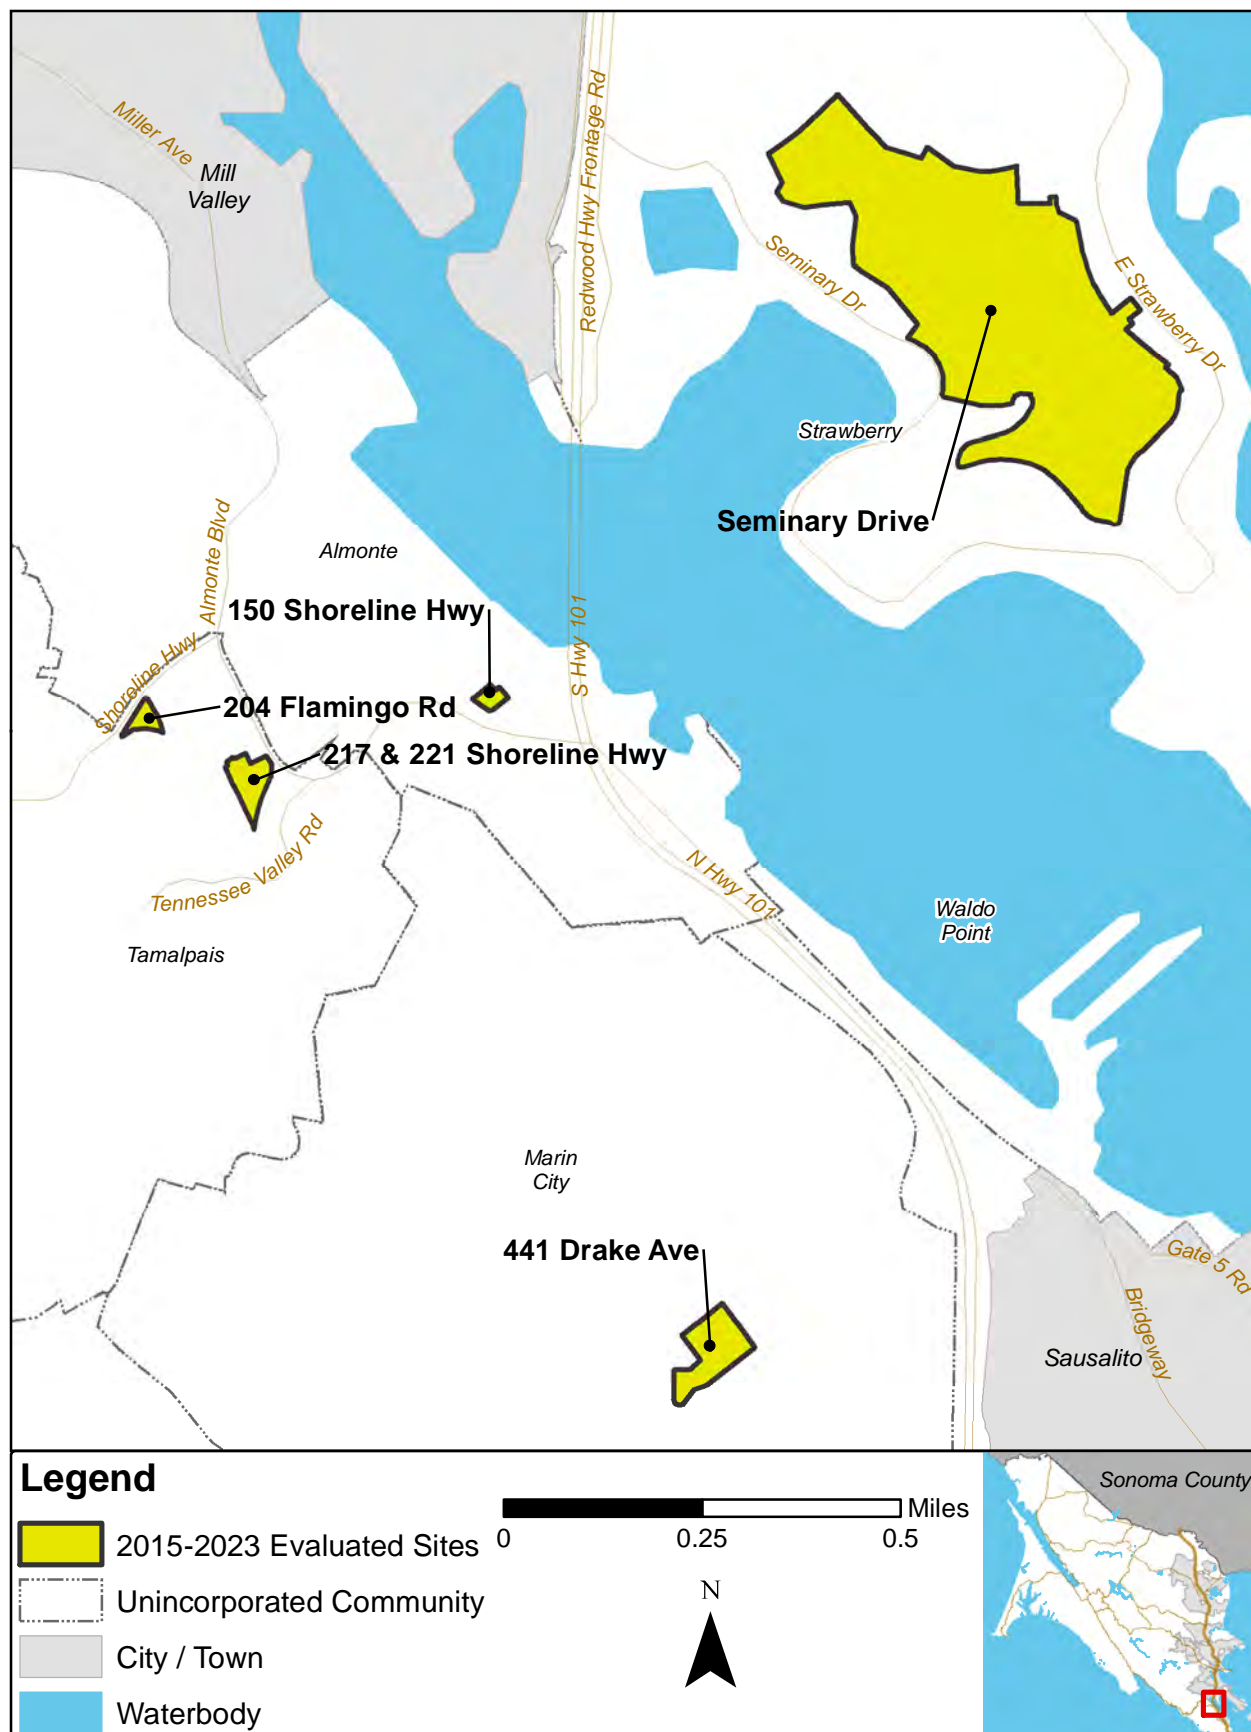 Miller Ave
Mill
Valley
Redwood Hwy Frontage Rd
Seminary Dr
E Strawberry Dr
Strawberry
Seminary Drive
Almonte Blvd
Almonte
150 Shoreline Hwy
S Hwy 101
Shoreline Hwy
204 Flamingo Rd
217 & 221 Shoreline Hwy
Tennessee Valley Rd
N Hwy 101
Waldo
Point
Tamalpais
Marin
City
441 Drake Ave
Gate 5 Rd
Bridgeway
Sausalito
Legend
2015-2023 Evaluated Sites
Unincorporated Community
City / Town
Waterbody
Miles
0
0.25
0.5
N
Sonoma County